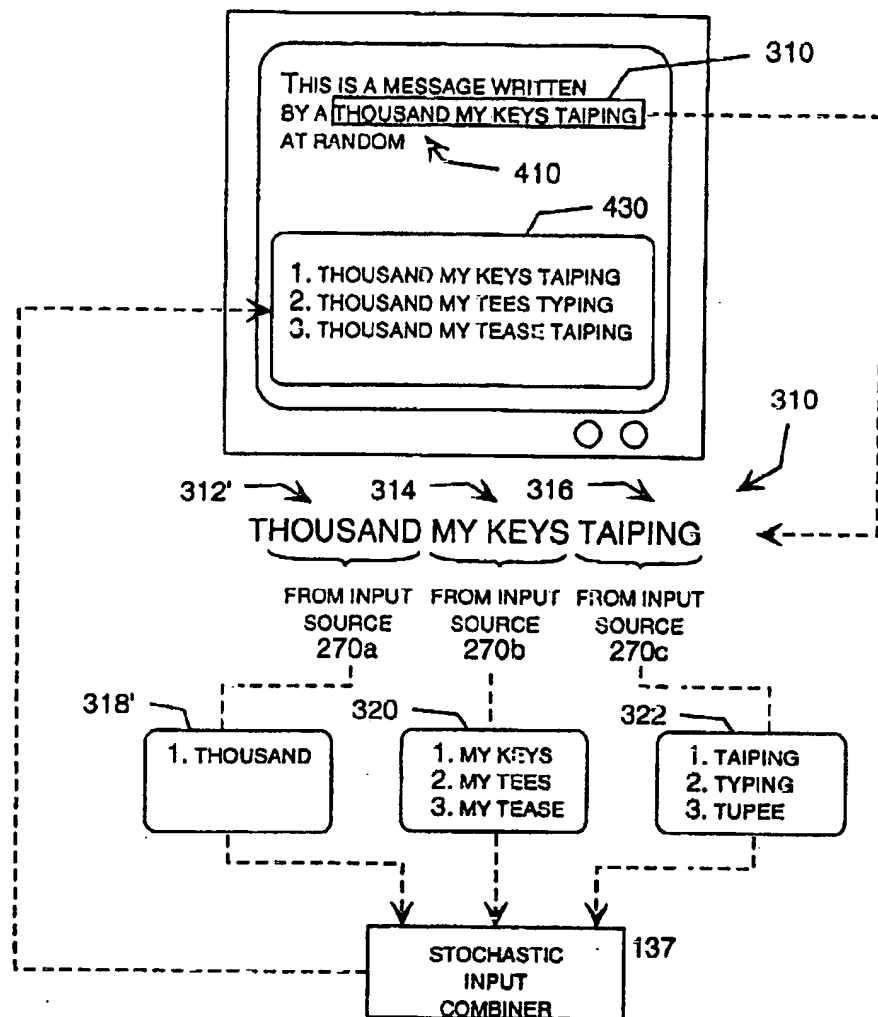 310
THIS IS A MESSAGE WRITTEN
BY A THOUSAND MY KEYS TAIPING
AT RANDOM
410
430
1. THOUSAND MY KEYS TAIPING
2. THOUSAND MY TEES TYPING
3. THOUSAND MY TEASE TAIPING
310
312' 314 316
THOUSAND MY KEYS TAIPING
FROM INPUT FROM INPUT FROM INPUT
SOURCE SOURCE SOURCE
270a 270b 270c
318' 320 322
1. THOUSAND
1. MY KEYS
2. MY TEES
3. MY TEASE
1. TAIPING
2. TYPING
3. TUPEE
137
STOCHASTIC
INPUT
COMBINER